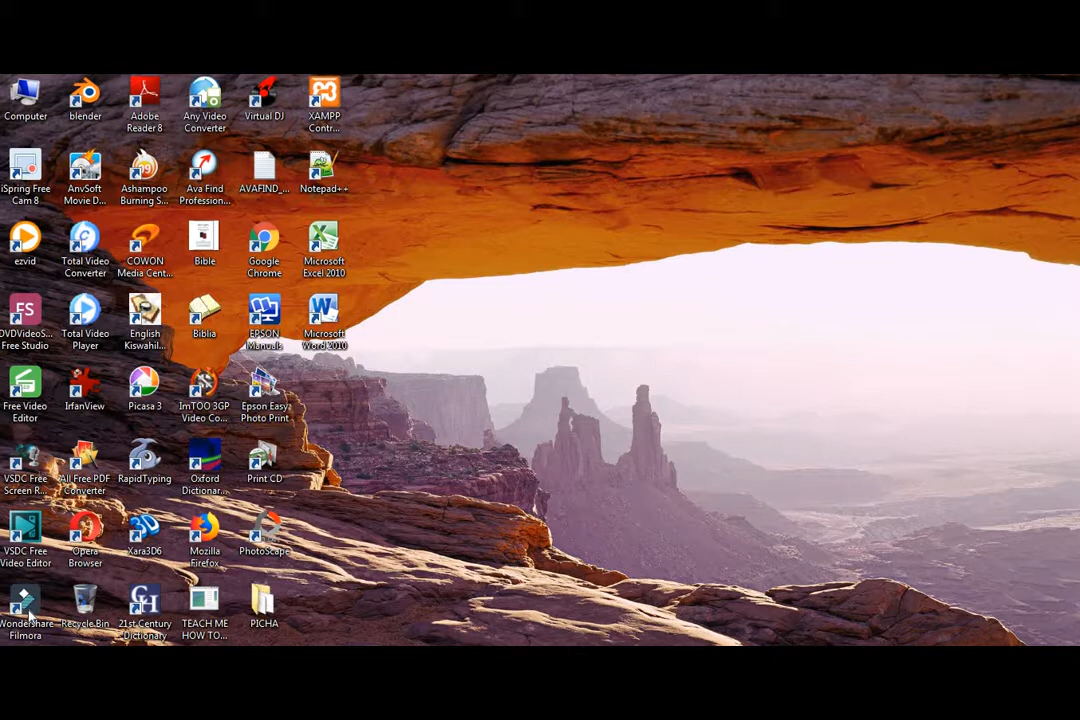 Computer
blender
Adobe
Reader 8
Any Video
Converter
Virtual DJ
XAMPP
Contr...
iSpring Free
Cam 8
AnvSoft
Movie D...
Ashampoo
Burning S...
Ava Find
Profession...
AVAFIND_...
Notepad++
ezvid
Total Video
Converter
COWON
Media Cent...
Bible
Google
Chrome
Microsoft
Excel 2010
FS
DVDVideoS...
Free Studio
Total Video
Player
English
Kiswahil...
Biblia
EPSON
Manuals
Microsoft
Word 2010
Free Video
Editor
IrfanView
Picasa 3
ImTOO 3GP
Video Co...
Epson Easy
Photo Print
VSDC Free
Screen R...
All Free PDF
Converter
RapidTyping
Oxford
Dictionar...
Print CD
VSDC Free
Video Editor
Opera
Browser
3D
Xara3D6
Mozilla
Firefox
PhotoScape
Wondershare
Filmora
Recycle Bin
21st Century
Dictionary
TEACH ME
HOW TO...
PICHA